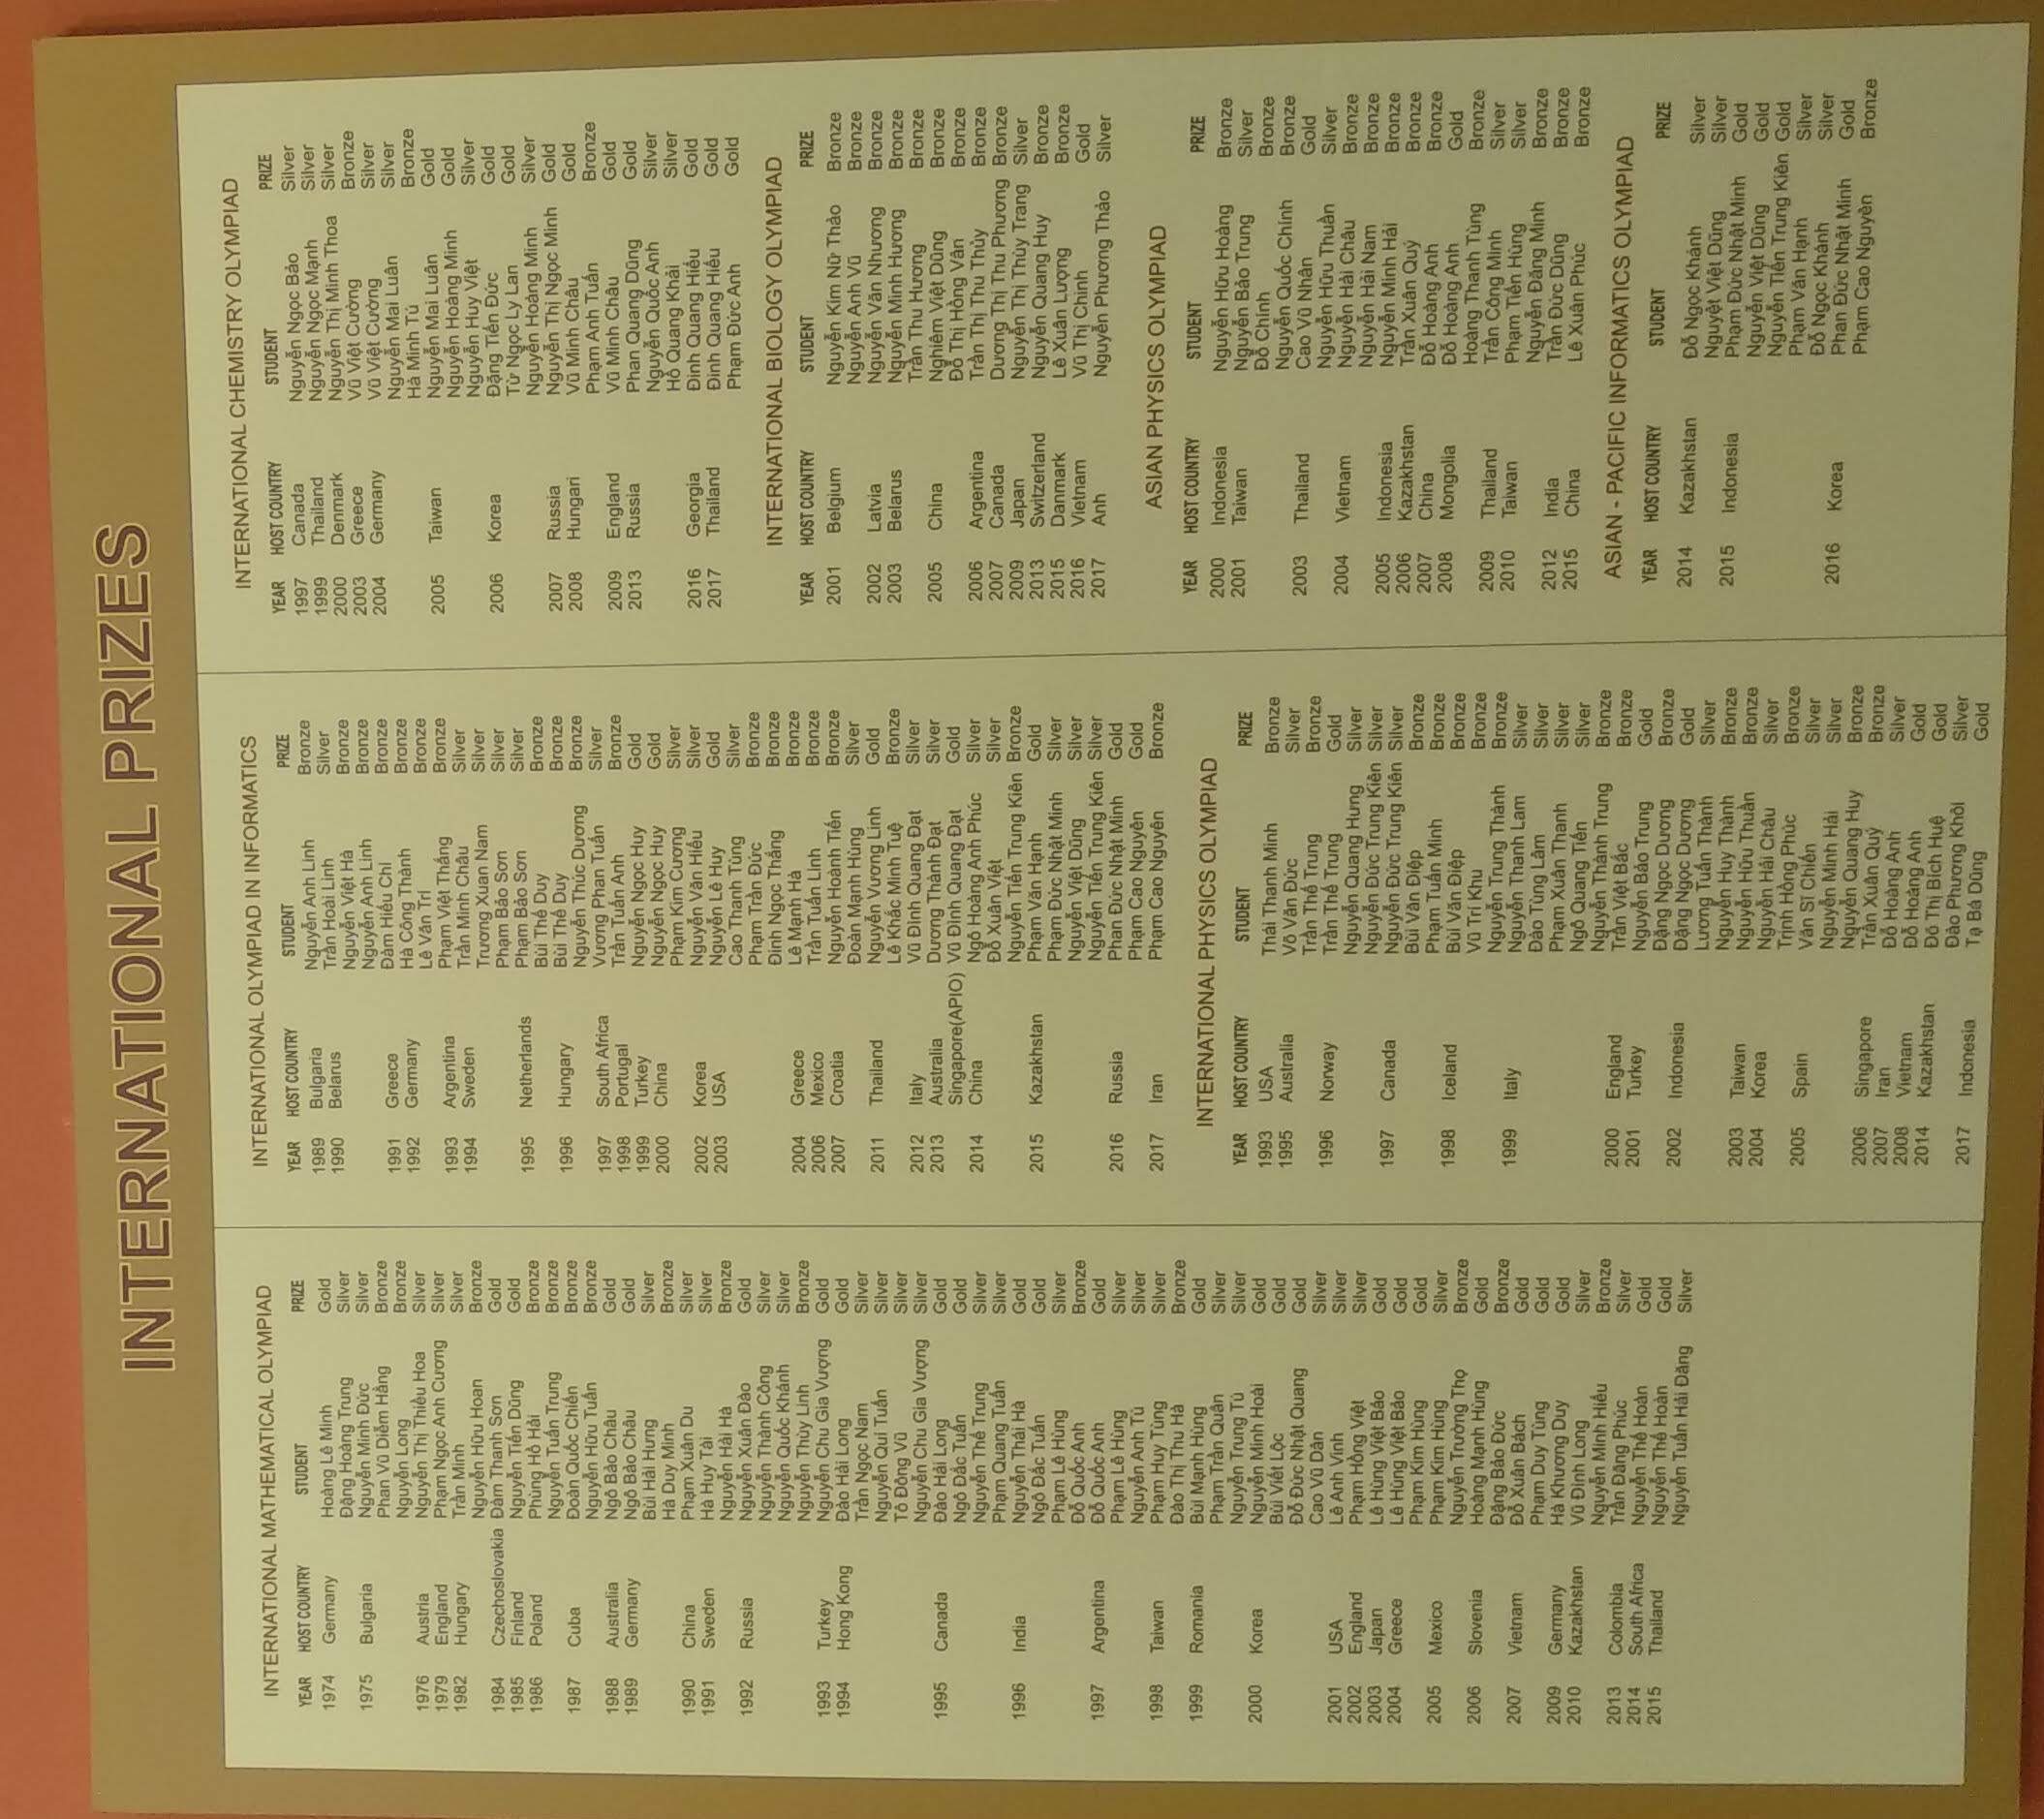 INTERNATIONAL PRIZES
INTERNATIONAL MATHEMATICAL OLYMPIAD
YEAR HOST COUNTRY STUDENT PRIZE
1974 Germany Hoàng Lê Minh Gold
Đặng Hoàng Trung Silver
1975 Bulgaria Nguyễn Minh Đức Silver
Phan Vũ Diễm Hằng Bronze
Nguyễn Long Bronze
1976 Austria Nguyễn Thị Thiều Hoa Silver
1979 England Phạm Ngọc Anh Cương Silver
1982 Hungary Trần Minh Silver
Nguyễn Hữu Hoan Bronze
1984 Czechoslovakia Đàm Thanh Sơn Gold
1985 Finland Nguyễn Tiến Dũng Gold
1986 Poland Phùng Hồ Hải Bronze
Nguyễn Tuấn Trung Bronze
1987 Cuba Đoàn Quốc Chiến Bronze
Nguyễn Hữu Tuấn Bronze
1988 Australia Ngô Bảo Châu Gold
1989 Germany Ngô Bảo Châu Gold
Bùi Hải Hưng Silver
Hà Duy Minh Bronze
1990 China Phạm Xuân Du Silver
1991 Sweden Hà Huy Tài Silver
Nguyễn Hải Hà Bronze
1992 Russia Nguyễn Xuân Đào Gold
Nguyễn Thành Công Silver
Nguyễn Quốc Khánh Silver
Nguyễn Thùy Linh Bronze
1993 Turkey Nguyễn Chu Gia Vượng Gold
1994 Hong Kong Đào Hải Long Gold
Trần Ngọc Nam Silver
Nguyễn Quí Tuấn Silver
Tô Đông Vũ Silver
Nguyễn Chu Gia Vượng Silver
1995 Canada Đào Hải Long Gold
Ngô Đắc Tuấn Gold
Nguyễn Thế Trung Silver
Phạm Quang Tuấn Silver
1996 India Nguyễn Thái Hà Gold
Ngô Đắc Tuấn Gold
Phạm Lê Hùng Silver
Đỗ Quốc Anh Bronze
1997 Argentina Đỗ Quốc Anh Gold
Phạm Lê Hùng Silver
Nguyễn Anh Tú Silver
1998 Taiwan Phạm Huy Tùng Silver
Đào Thị Thu Hà Bronze
1999 Romania Bùi Mạnh Hùng Gold
Phạm Trần Quân Silver
Nguyễn Trung Tú Silver
2000 Korea Nguyễn Minh Hoài Gold
Bùi Viết Lộc Gold
Đỗ Đức Nhật Quang Gold
Cao Vũ Dân Silver
2001 USA Lê Anh Vinh Silver
2002 England Phạm Hồng Việt Silver
2003 Japan Lê Hùng Việt Bảo Gold
2004 Greece Lê Hùng Việt Bảo Gold
Phạm Kim Hùng Gold
2005 Mexico Phạm Kim Hùng Silver
Nguyễn Trường Thọ Bronze
2006 Slovenia Hoàng Mạnh Hùng Gold
Đặng Bảo Đức Bronze
2007 Vietnam Đỗ Xuân Bách Gold
Phạm Duy Tùng Gold
2009 Germany Hà Khương Duy Gold
2010 Kazakhstan Vũ Đình Long Silver
Nguyễn Minh Hiếu Bronze
2013 Colombia Trần Đăng Phúc Silver
2014 South Africa Nguyễn Thế Hoàn Gold
2015 Thailand Nguyễn Thế Hoàn Gold
Nguyễn Tuấn Hải Đăng Silver
INTERNATIONAL OLYMPIAD IN INFORMATICS
YEAR HOST COUNTRY STUDENT PRIZE
1989 Bulgaria Nguyễn Anh Linh Bronze
1990 Belarus Trần Hoài Linh Silver
Nguyễn Việt Hà Bronze
Nguyễn Anh Linh Bronze
1991 Greece Đàm Hiếu Chí Bronze
1992 Germany Hà Công Thành Bronze
Lê Văn Trí Bronze
1993 Argentina Phạm Việt Thắng Bronze
1994 Sweden Trần Minh Châu Silver
Trương Xuan Nam Silver
Phạm Bảo Sơn Silver
1995 Netherlands Phạm Bảo Sơn Silver
Bùi Thế Duy Bronze
1996 Hungary Bùi Thế Duy Bronze
Nguyễn Thúc Dương Bronze
1997 South Africa Vương Phan Tuấn Silver
1998 Portugal Trần Tuấn Anh Bronze
1999 Turkey Nguyễn Ngọc Huy Gold
2000 China Nguyễn Ngọc Huy Gold
Phạm Kim Cương Silver
2002 Korea Nguyễn Văn Hiếu Silver
2003 USA Nguyễn Lê Huy Gold
Cao Thanh Tùng Silver
Phạm Trần Đức Bronze
Đinh Ngọc Thắng Bronze
2004 Greece Lê Mạnh Hà Bronze
2006 Mexico Trần Tuấn Linh Bronze
2007 Croatia Nguyễn Hoành Tiến Bronze
Đoàn Mạnh Hùng Silver
2011 Thailand Nguyễn Vương Linh Gold
Lê Khắc Minh Tuệ Bronze
2012 Italy Vũ Đình Quang Đạt Silver
2013 Australia Dương Thành Đạt Silver
Singapore(APIO) Vũ Đình Quang Đạt Gold
2014 China Ngô Hoàng Anh Phúc Silver
Đỗ Xuân Việt Silver
Nguyễn Tiến Trung Kiên Bronze
2015 Kazakhstan Phạm Văn Hạnh Gold
Phạm Đức Nhật Minh Silver
Nguyễn Việt Dũng Silver
Nguyễn Tiến Trung Kiên Silver
2016 Russia Phan Đức Nhật Minh Gold
Phạm Cao Nguyên Gold
2017 Iran Phạm Cao Nguyên Bronze
INTERNATIONAL PHYSICS OLYMPIAD
YEAR HOST COUNTRY STUDENT PRIZE
1993 USA Thái Thanh Minh Bronze
1995 Australia Võ Văn Đức Silver
Trần Thế Trung Bronze
1996 Norway Trần Thế Trung Gold
Nguyễn Quang Hưng Silver
Nguyễn Đức Trung Kiên Silver
1997 Canada Nguyễn Đức Trung Kiên Silver
Bùi Văn Điệp Bronze
Phạm Tuấn Minh Bronze
1998 Iceland Bùi Văn Điệp Bronze
Vũ Trí Khu Bronze
Nguyễn Trung Thành Bronze
1999 Italy Nguyễn Thanh Lam Silver
Đào Tùng Lâm Silver
Phạm Xuân Thanh Silver
Ngô Quang Tiến Silver
Nguyễn Thành Trung Bronze
2000 England Trần Việt Bắc Bronze
2001 Turkey Nguyễn Bảo Trung Gold
Đặng Ngọc Dương Bronze
2002 Indonesia Đặng Ngọc Dương Gold
Lương Tuấn Thành Silver
Nguyễn Huy Thành Bronze
2003 Taiwan Nguyễn Hữu Thuần Bronze
2004 Korea Nguyễn Hải Châu Silver
Trịnh Hồng Phúc Bronze
2005 Spain Văn Sĩ Chiến Silver
Nguyễn Minh Hải Silver
Nguyễn Quang Huy Bronze
2006 Singapore Trần Xuân Quý Bronze
2007 Iran Đỗ Hoàng Anh Silver
2008 Vietnam Đỗ Hoàng Anh Gold
2014 Kazakhstan Đõ Thị Bích Huệ Gold
Đào Phương Khôi Silver
2017 Indonesia Tạ Bá Dũng Gold
INTERNATIONAL CHEMISTRY OLYMPIAD
YEAR HOST COUNTRY STUDENT PRIZE
1997 Canada Nguyễn Ngọc Bảo Silver
1999 Thailand Nguyễn Ngọc Mạnh Silver
2000 Denmark Nguyễn Thị Minh Thoa Silver
2003 Greece Vũ Việt Cường Bronze
2004 Germany Vũ Việt Cường Silver
Nguyễn Mai Luân Silver
Hà Minh Tú Bronze
2005 Taiwan Nguyễn Mai Luân Gold
Nguyễn Hoàng Minh Gold
Nguyễn Huy Việt Silver
2006 Korea Đặng Tiến Đức Gold
Từ Ngọc Ly Lan Gold
Nguyễn Hoàng Minh Silver
2007 Russia Nguyễn Thị Ngọc Minh Gold
2008 Hungari Vũ Minh Châu Gold
Phạm Anh Tuấn Bronze
2009 England Vũ Minh Châu Gold
2013 Russia Phan Quang Dũng Gold
Nguyễn Quốc Anh Silver
Hồ Quang Khải Silver
2016 Georgia Đinh Quang Hiếu Gold
2017 Thailand Đinh Quang Hiếu Gold
Phạm Đức Anh Gold
INTERNATIONAL BIOLOGY OLYMPIAD
YEAR HOST COUNTRY STUDENT PRIZE
2001 Belgium Nguyễn Kim Nữ Thảo Bronze
Nguyễn Anh Vũ Bronze
2002 Latvia Nguyễn Văn Nhương Bronze
2003 Belarus Nguyễn Minh Hương Bronze
Trần Thu Hương Bronze
2005 China Nghiêm Việt Dũng Bronze
Đỗ Thị Hồng Vân Bronze
2006 Argentina Trần Thị Thu Thủy Bronze
2007 Canada Dương Thị Thu Phương Bronze
2009 Japan Nguyễn Thị Thùy Trang Silver
2013 Switzerland Nguyễn Quang Huy Bronze
2015 Danmark Lê Xuân Lượng Bronze
2016 Vietnam Vũ Thị Chinh Gold
2017 Anh Nguyễn Phương Thảo Silver
ASIAN PHYSICS OLYMPIAD
YEAR HOST COUNTRY STUDENT PRIZE
2000 Indonesia Nguyễn Hữu Hoàng Bronze
2001 Taiwan Nguyễn Bảo Trung Silver
Đỗ Chính Bronze
Nguyễn Quốc Chính Bronze
2003 Thailand Cao Vũ Nhân Gold
Nguyễn Hữu Thuần Silver
2004 Vietnam Nguyễn Hải Châu Bronze
Nguyễn Hải Nam Bronze
2005 Indonesia Nguyễn Minh Hải Bronze
2006 Kazakhstan Trần Xuân Quý Bronze
2007 China Đỗ Hoàng Anh Bronze
2008 Mongolia Đỗ Hoàng Anh Gold
Hoàng Thanh Tùng Bronze
2009 Thailand Trần Công Minh Silver
2010 Taiwan Phạm Tiến Hùng Silver
Nguyễn Đăng Minh Bronze
2012 India Trần Đức Dũng Bronze
2015 China Lê Xuân Phúc Bronze
ASIAN - PACIFIC INFORMATICS OLYMPIAD
YEAR HOST COUNTRY STUDENT PRIZE
2014 Kazakhstan Đỗ Ngọc Khánh Silver
Nguyệt Việt Dũng Silver
2015 Indonesia Phạm Đức Nhật Minh Gold
Nguyễn Việt Dũng Gold
Nguyễn Tiến Trung Kiên Gold
Phạm Văn Hạnh Silver
Đỗ Ngọc Khánh Silver
2016 Korea Phan Đức Nhật Minh Gold
Phạm Cao Nguyên Bronze